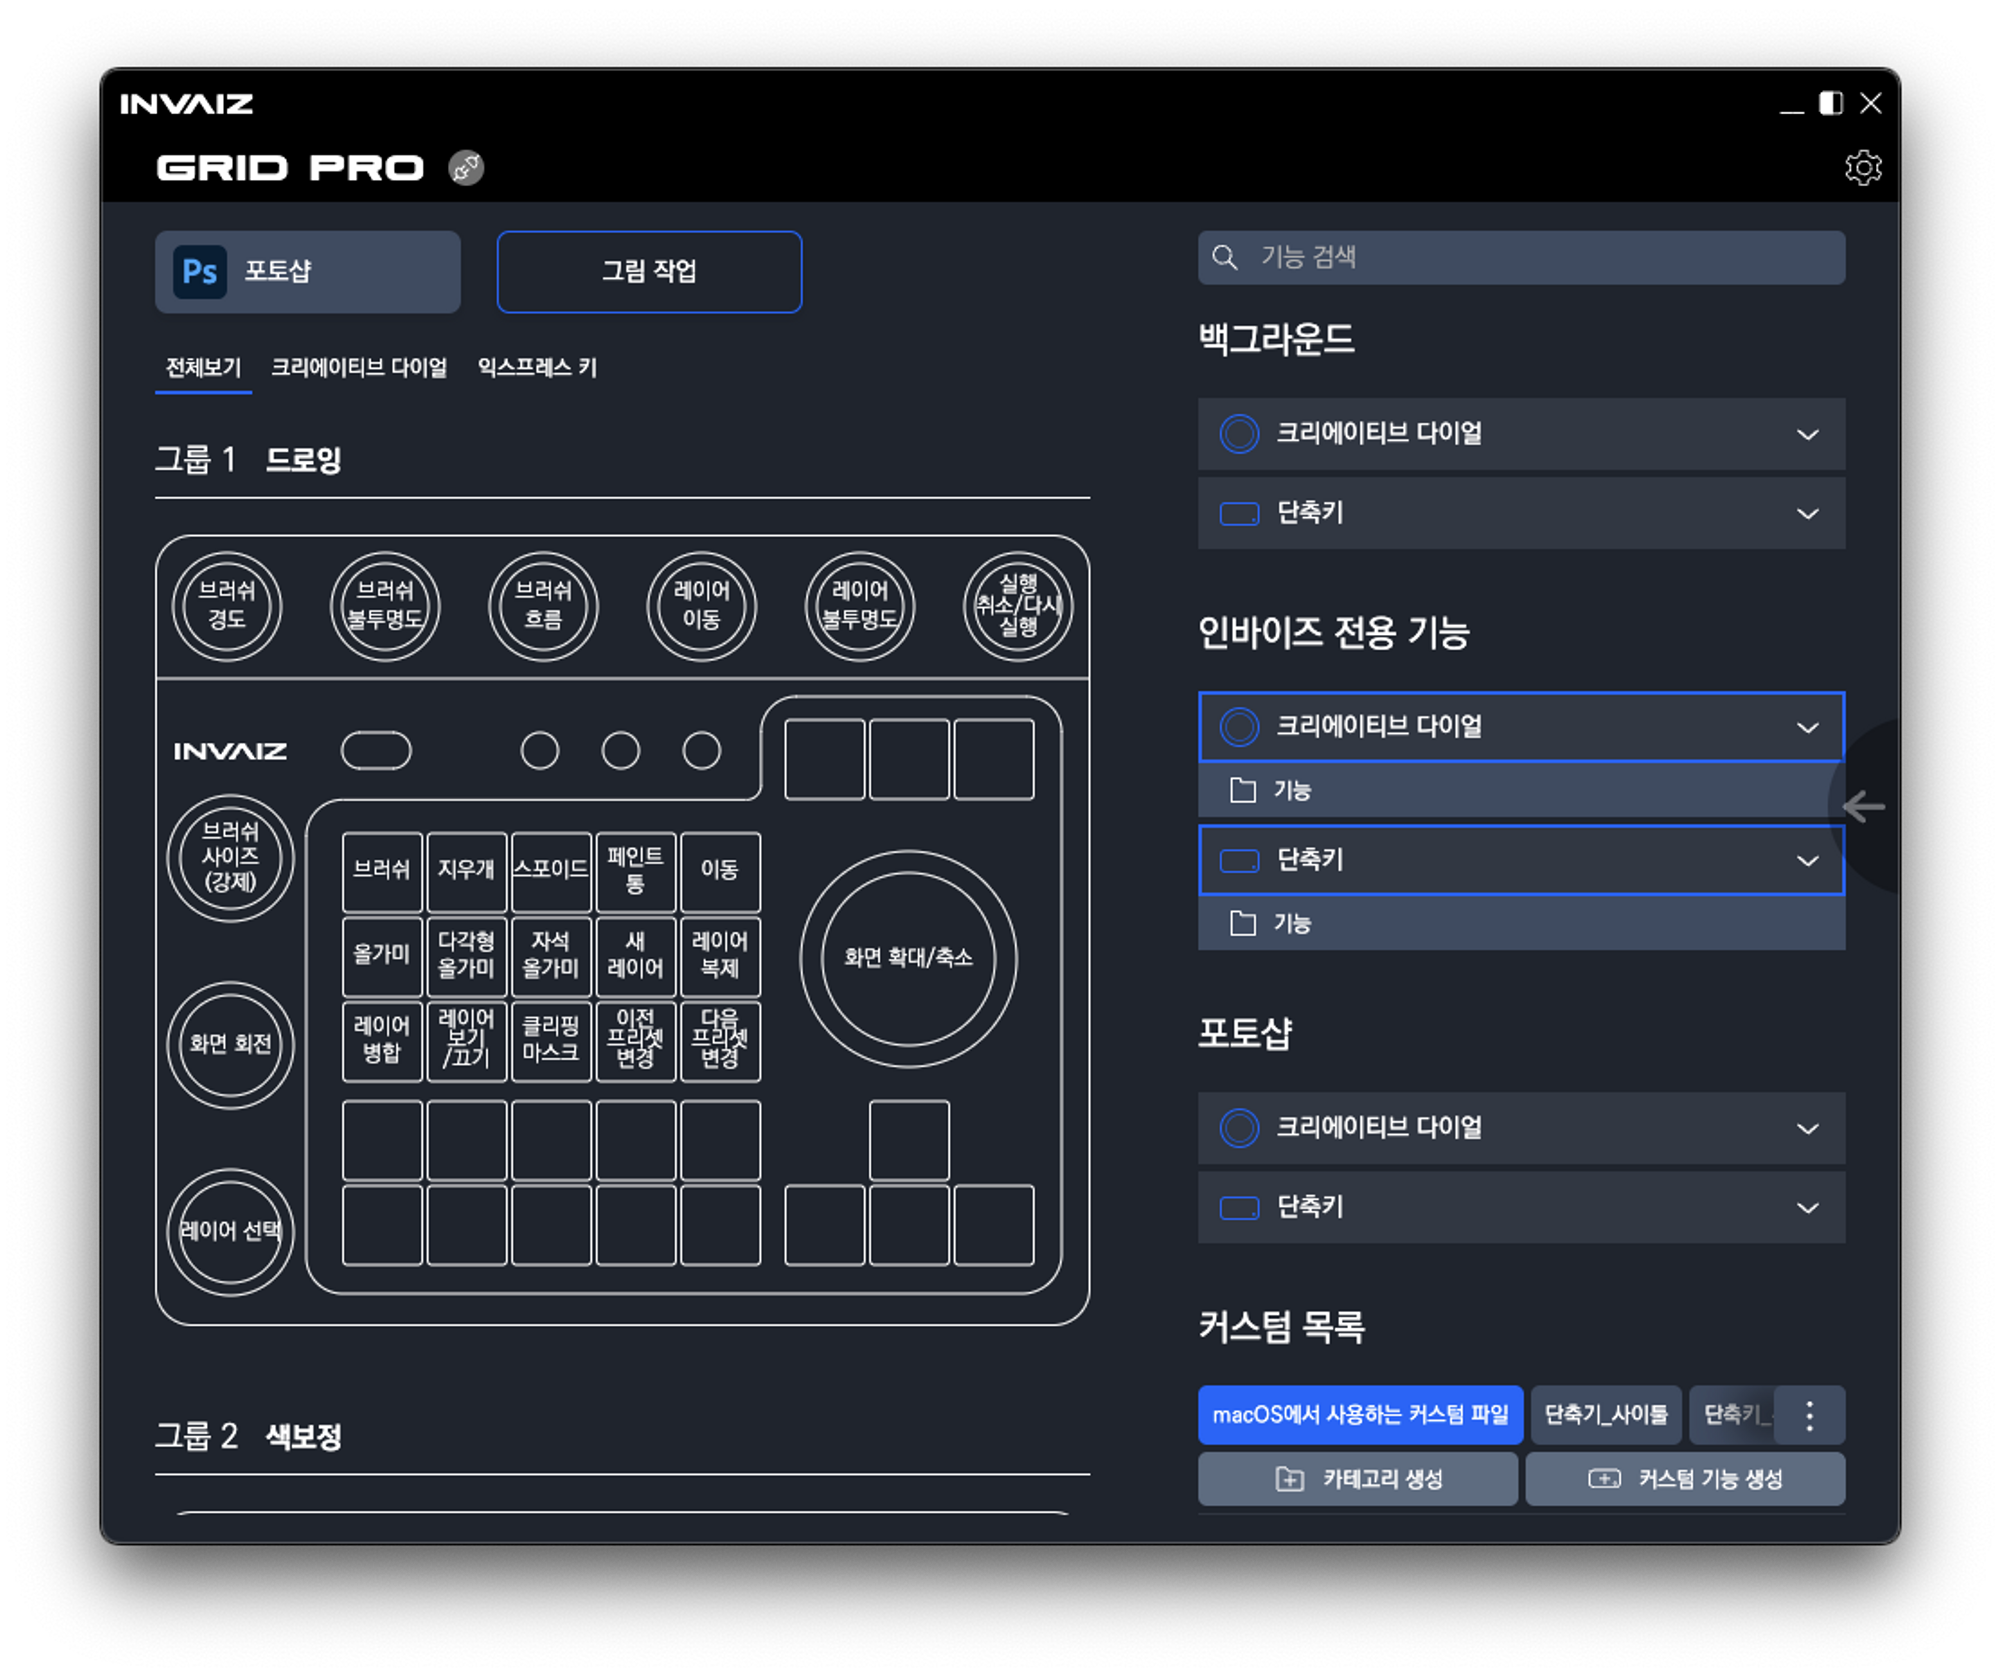 INVAIZ
GRID PRO
Ps 포토샵
그림 작업
전체보기 크리에이티브 다이얼 익스프레스 키
그룹 1 드로잉
브러쉬
경도
브러쉬
불투명도
브러쉬
흐름
레이어
이동
레이어
불투명도
실행
취소/다시
실행
INVAIZ
브러쉬
사이즈
(강제)
화면 회전
레이어 선택
브러쉬
지우개
스포이드
페인트
통
이동
올가미
다각형
올가미
자석
올가미
새
레이어
레이어
복제
레이어
병합
레이어
보기
/끄기
클리핑
마스크
이전
프리셋
변경
다음
프리셋
변경
화면 확대/축소
그룹 2 색보정
기능 검색
백그라운드
크리에이티브 다이얼
단축키
인바이즈 전용 기능
크리에이티브 다이얼
기능
단축키
기능
포토샵
크리에이티브 다이얼
단축키
커스텀 목록
macOS에서 사용하는 커스텀 파일
단축기_사이툴
단축키_
카테고리 생성
커스텀 기능 생성